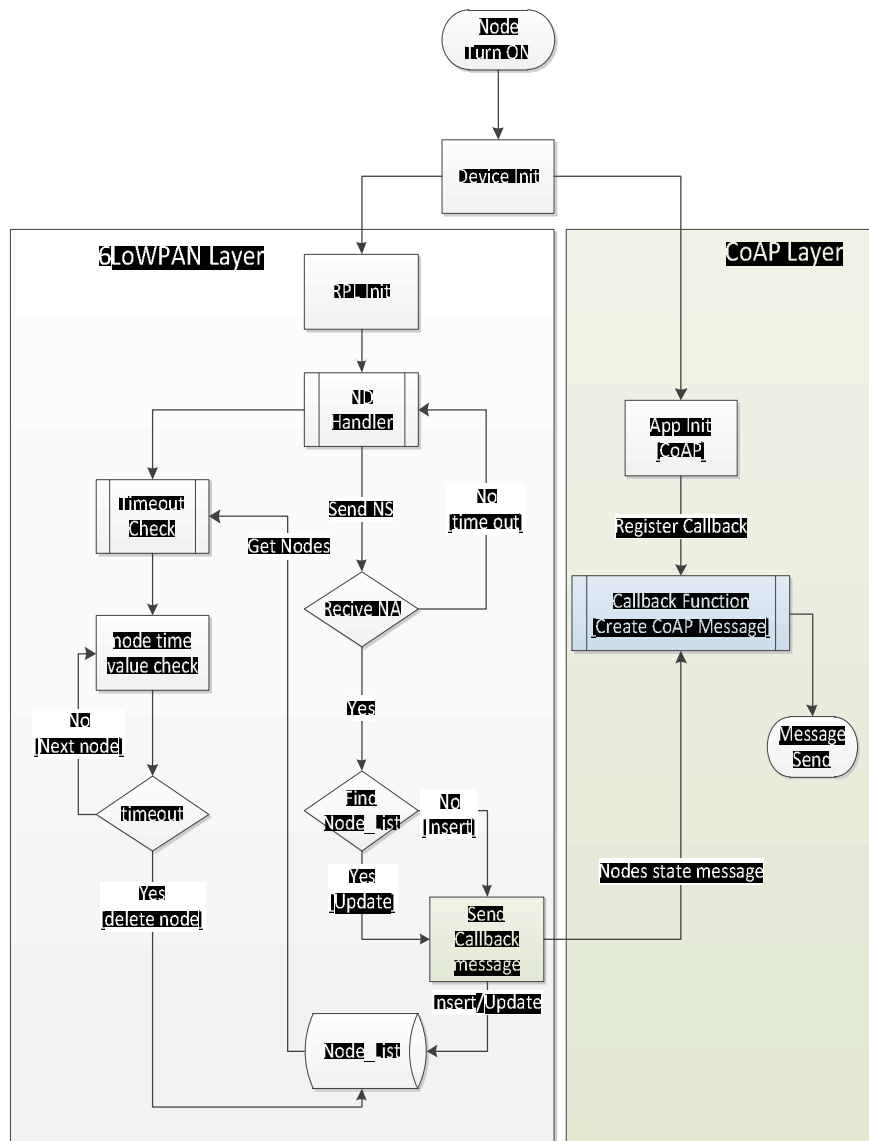 Node
Turn ON
Device Init
6LoWPAN Layer
CoAP Layer
RPL Init
ND
Handler
App Init
[CoAP]
Timeout
Check
Send NS
No
[time out]
Get Nodes
Register Callback
Recive NA
Callback Function
[Create CoAP Message]
node time
value check
Yes
No
[Next node]
Message
Send
timeout
Find
Node_List
No
[Insert]
Yes
[Update]
Nodes state message
Yes
[delete node]
Send
Callback
message
Insert/Update
Node_List